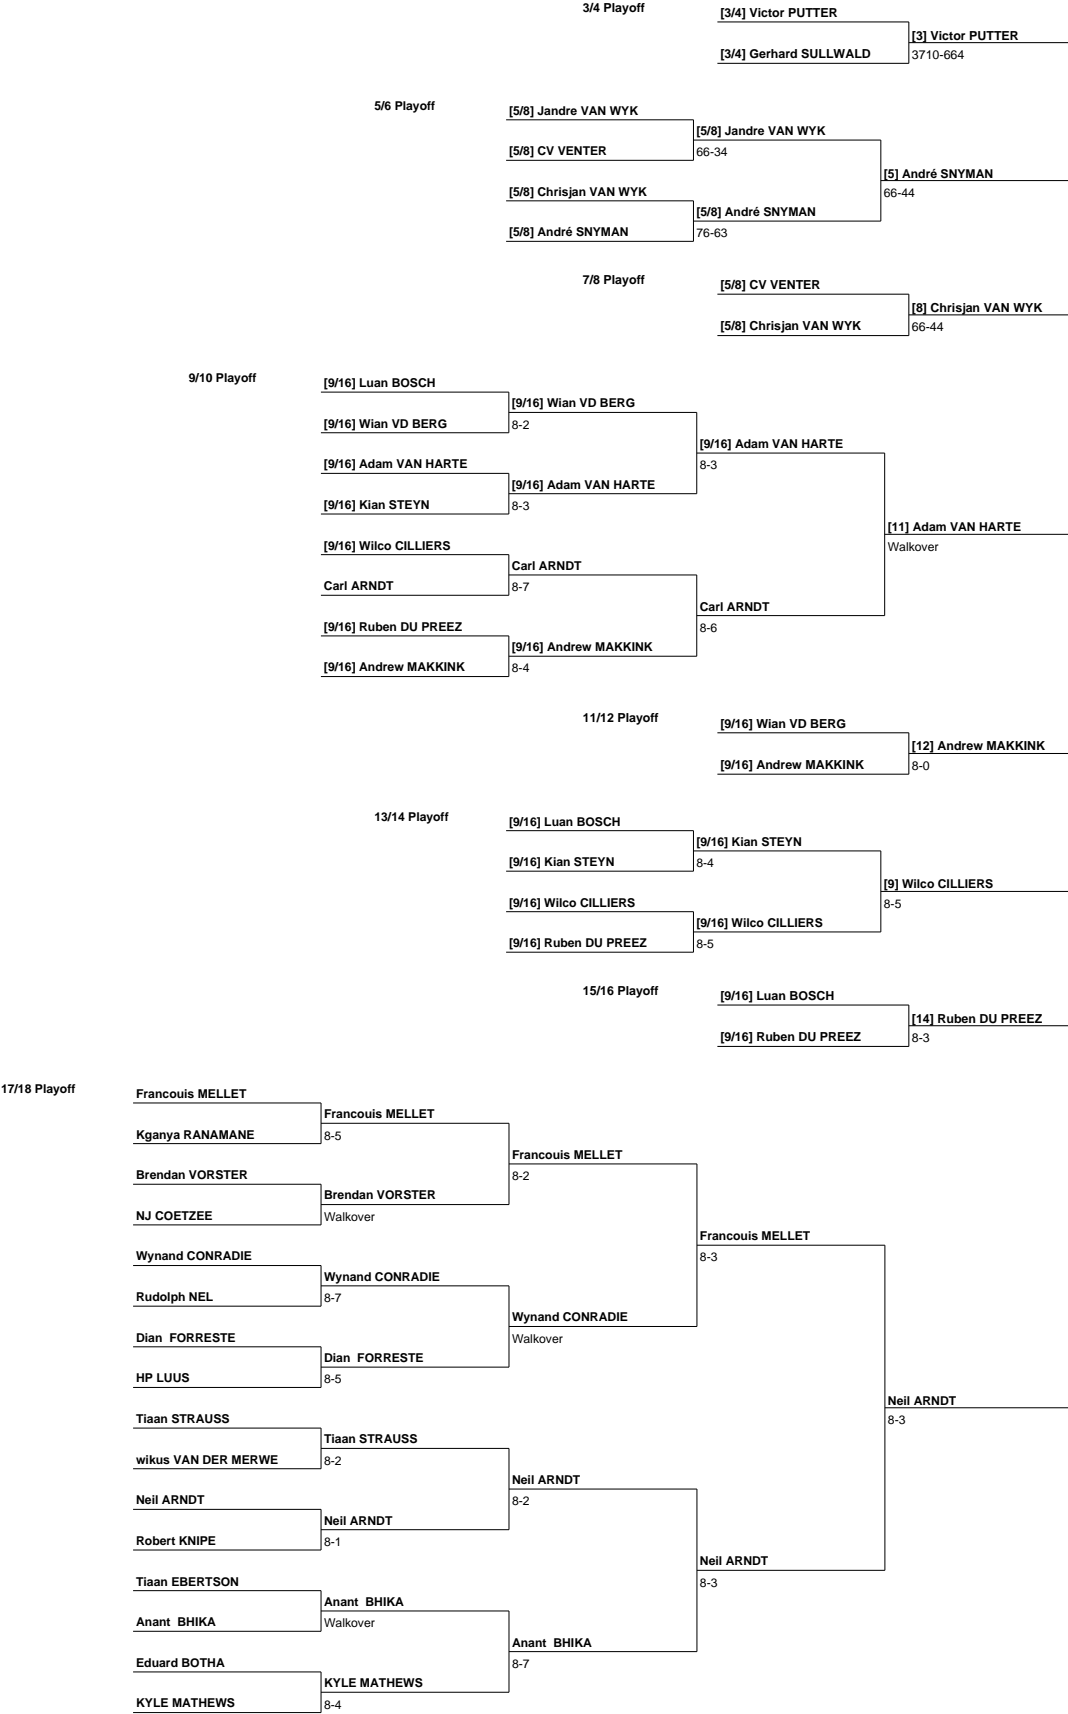 3/4 Playoff
[3/4] Victor PUTTER
[3] Victor PUTTER
[3/4] Gerhard SULLWALD
3710-664
5/6 Playoff
[5/8] Jandre VAN WYK
[5/8] Jandre VAN WYK
[5/8] CV VENTER
66-34
[5] André SNYMAN
66-44
[5/8] Chrisjan VAN WYK
[5/8] André SNYMAN
[5/8] André SNYMAN
76-63
7/8 Playoff
[5/8] CV VENTER
[8] Chrisjan VAN WYK
[5/8] Chrisjan VAN WYK
66-44
9/10 Playoff
[9/16] Luan BOSCH
[9/16] Wian VD BERG
[9/16] Wian VD BERG
8-2
[9/16] Adam VAN HARTE
8-3
[9/16] Adam VAN HARTE
[9/16] Adam VAN HARTE
[9/16] Kian STEYN
8-3
[11] Adam VAN HARTE
Walkover
[9/16] Wilco CILLIERS
Carl ARNDT
Carl ARNDT
8-7
Carl ARNDT
8-6
[9/16] Ruben DU PREEZ
[9/16] Andrew MAKKINK
[9/16] Andrew MAKKINK
8-4
11/12 Playoff
[9/16] Wian VD BERG
[12] Andrew MAKKINK
[9/16] Andrew MAKKINK
8-0
13/14 Playoff
[9/16] Luan BOSCH
[9/16] Kian STEYN
[9/16] Kian STEYN
8-4
[9] Wilco CILLIERS
8-5
[9/16] Wilco CILLIERS
[9/16] Wilco CILLIERS
[9/16] Ruben DU PREEZ
8-5
15/16 Playoff
[9/16] Luan BOSCH
[14] Ruben DU PREEZ
[9/16] Ruben DU PREEZ
8-3
17/18 Playoff
Francouis MELLET
Francouis MELLET
Kganya RANAMANE
8-5
Francouis MELLET
8-2
Brendan VORSTER
Brendan VORSTER
NJ COETZEE
Walkover
Francouis MELLET
8-3
Wynand CONRADIE
Wynand CONRADIE
Rudolph NEL
8-7
Wynand CONRADIE
Walkover
Dian  FORRESTE
Dian  FORRESTE
HP LUUS
8-5
Neil ARNDT
8-3
Tiaan STRAUSS
Tiaan STRAUSS
wikus VAN DER MERWE
8-2
Neil ARNDT
8-2
Neil ARNDT
Neil ARNDT
Robert KNIPE
8-1
Neil ARNDT
8-3
Tiaan EBERTSON
Anant  BHIKA
Anant  BHIKA
Walkover
Anant  BHIKA
8-7
Eduard BOTHA
KYLE MATHEWS
KYLE MATHEWS
8-4